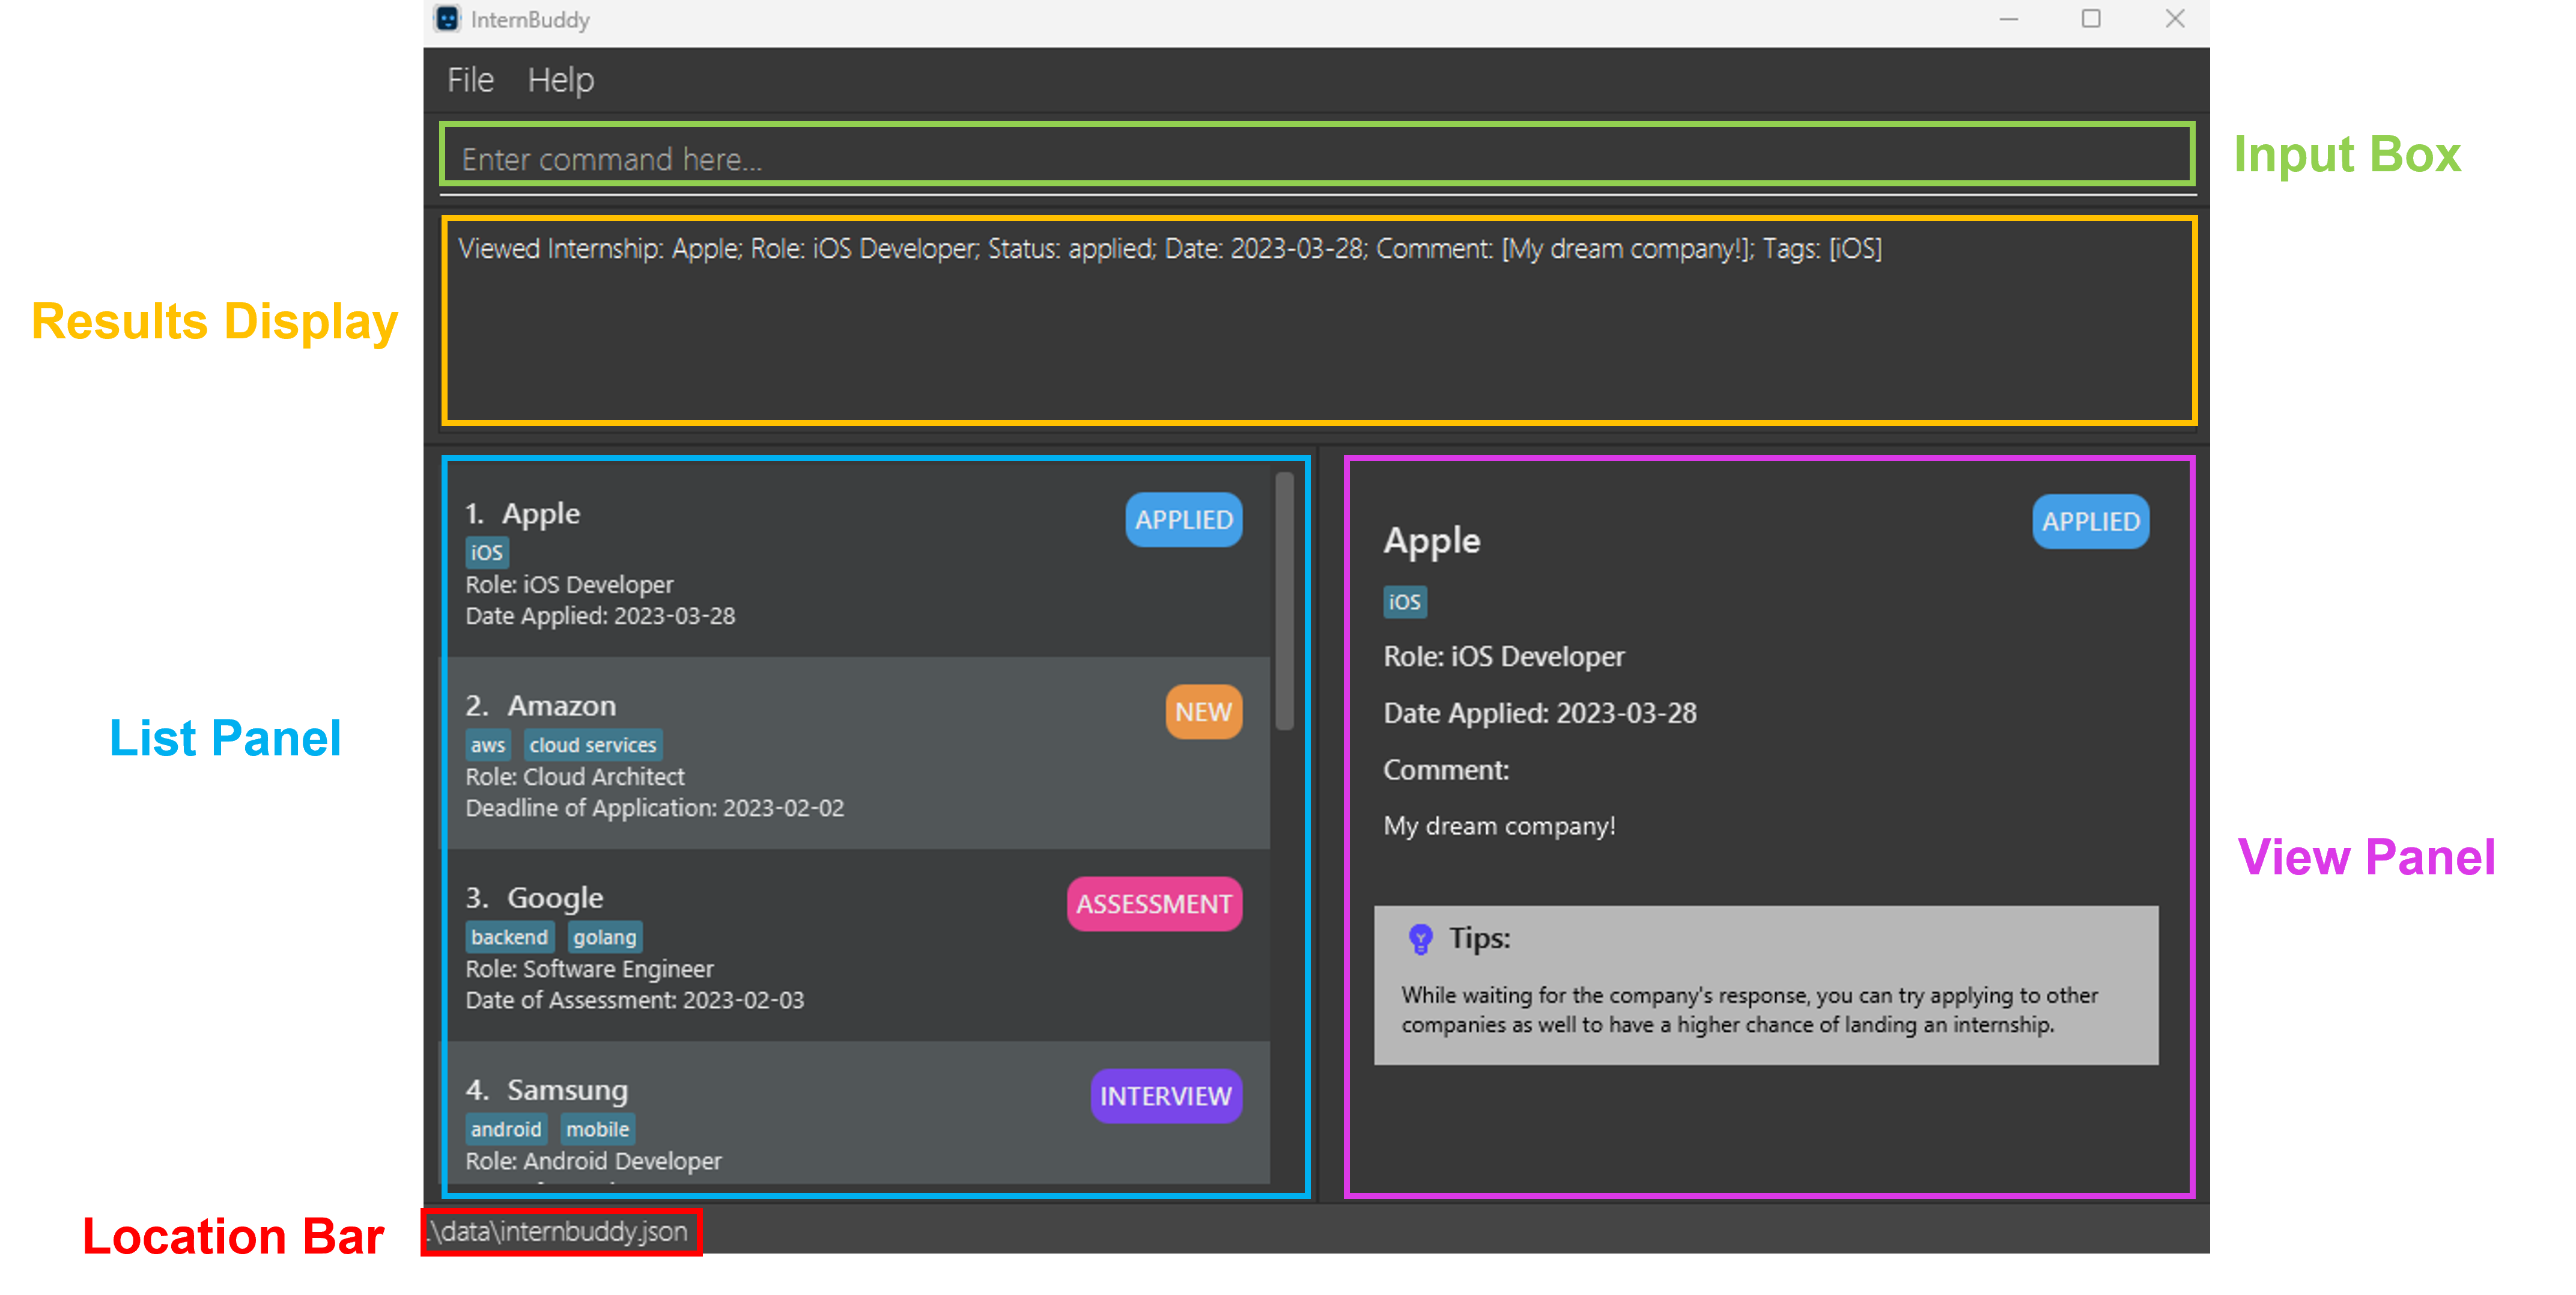 InternBuddy
File Help
Enter command here...
Input Box
Viewed Internship: Apple; Role: iOS Developer; Status: applied; Date: 2023-03-28; Comment: [My dream company!]; Tags: [iOS]
Results Display
List Panel
1. Apple
APPLIED
iOS
Role: iOS Developer
Date Applied: 2023-03-28
2. Amazon
NEW
aws cloud services
Role: Cloud Architect
Deadline of Application: 2023-02-02
3. Google
ASSESSMENT
backend golang
Role: Software Engineer
Date of Assessment: 2023-02-03
4. Samsung
INTERVIEW
android mobile
Role: Android Developer
Apple
APPLIED
iOS
Role: iOS Developer
Date Applied: 2023-03-28
Comment:
My dream company!
View Panel
Tips:
While waiting for the company's response, you can try applying to other
companies as well to have a higher chance of landing an internship.
Location Bar
.\data\internbuddy.json